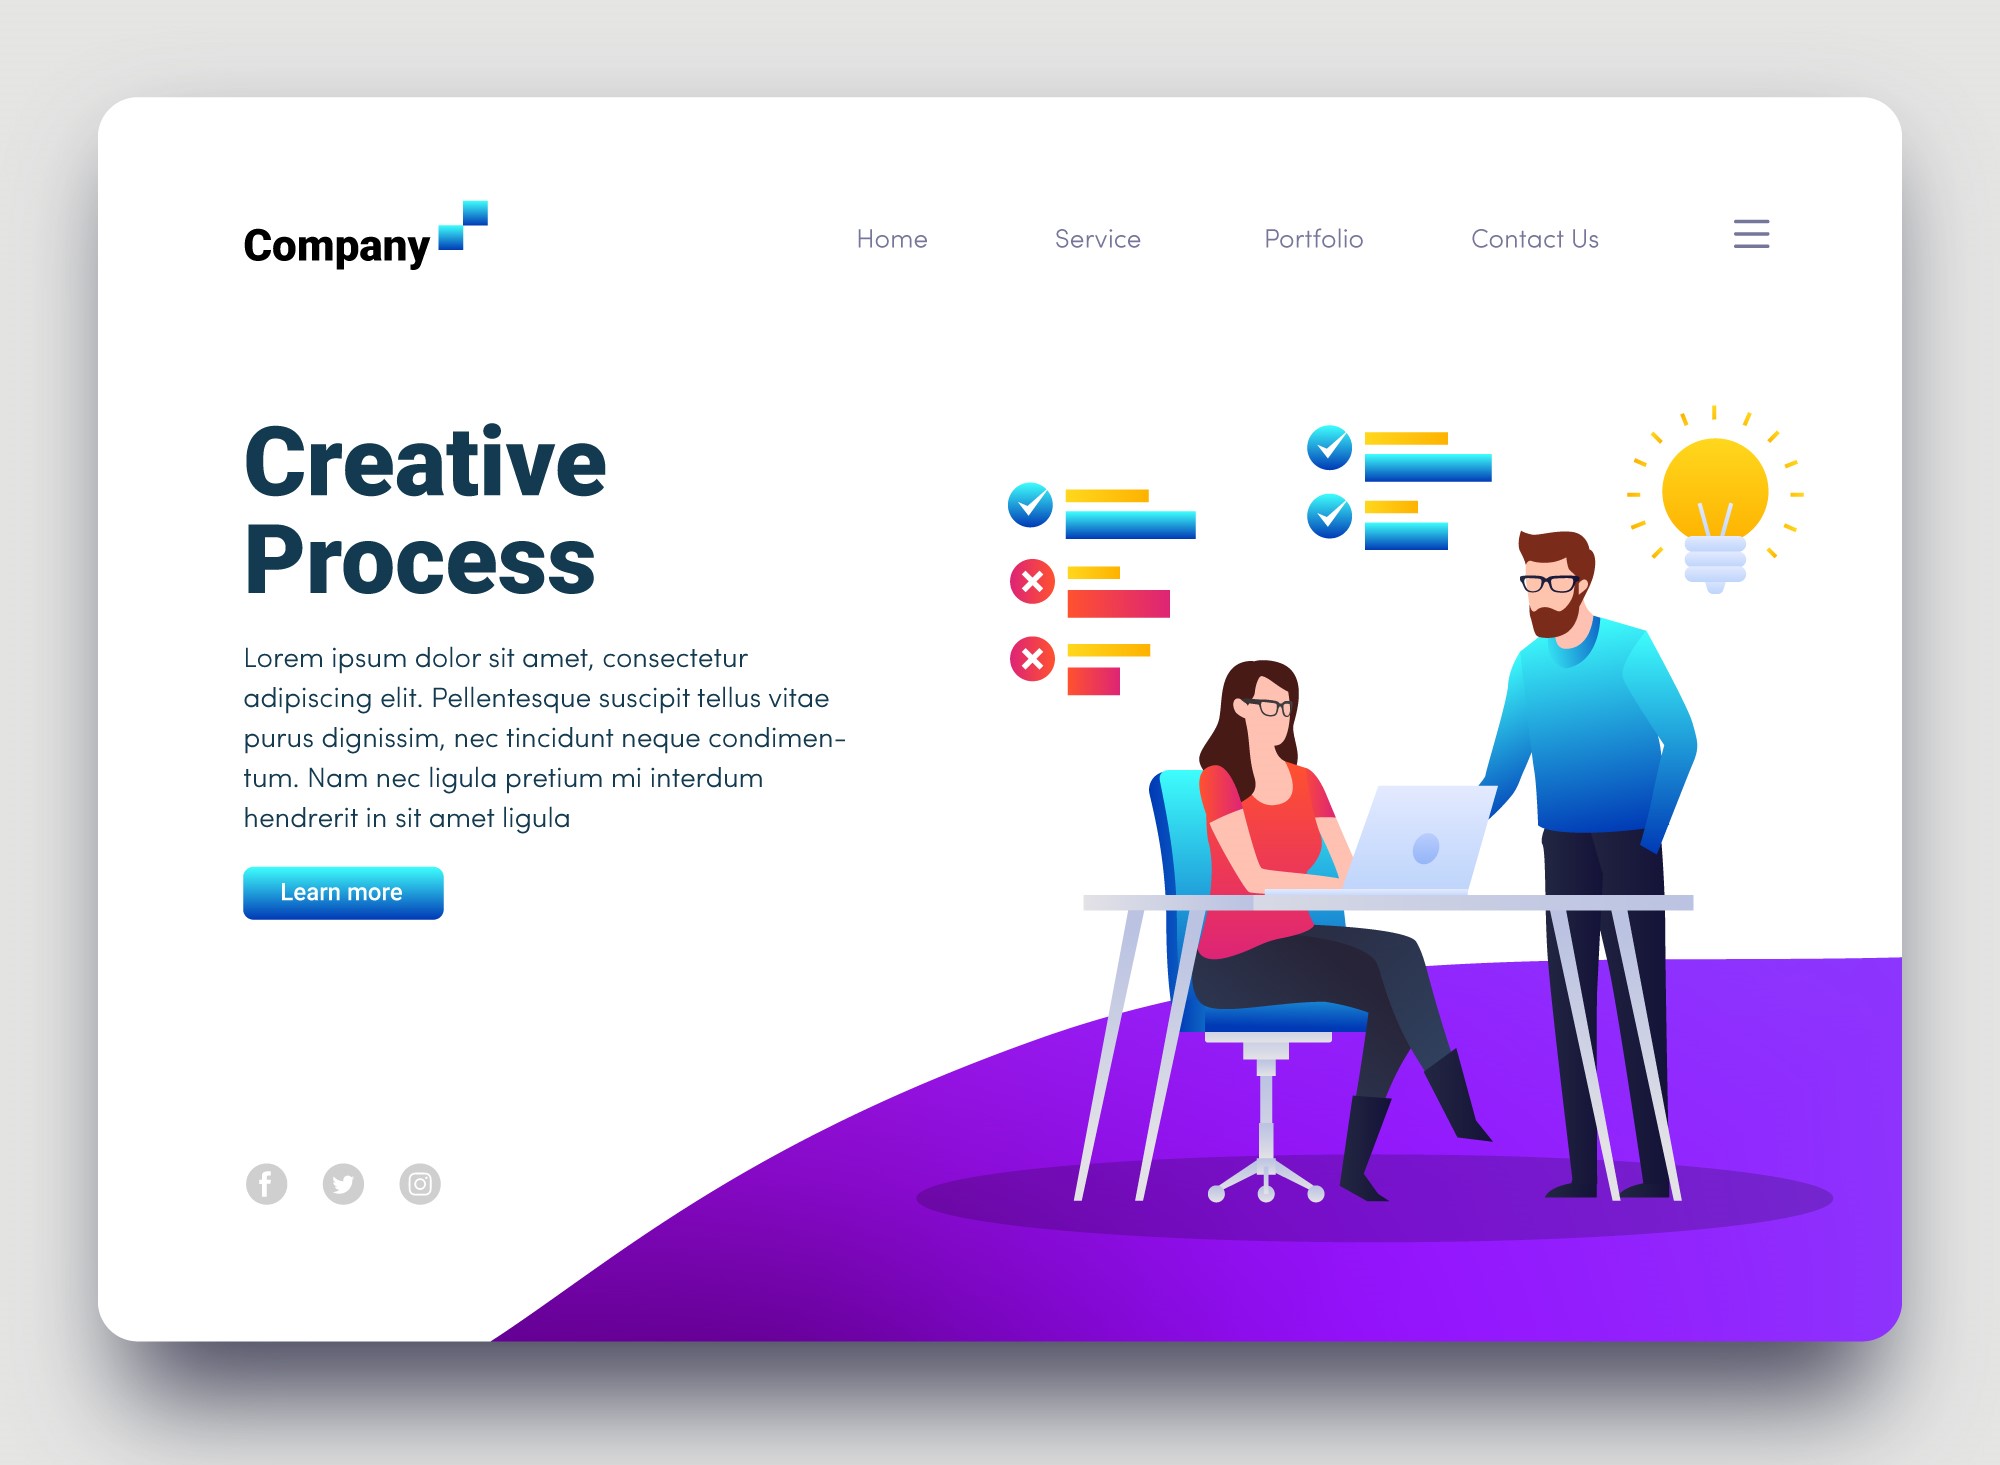 Company
Home Service Portfolio Contact Us
Creative
Process
Lorem ipsum dolor sit amet, consectetur
adipiscing elit. Pellentesque suscipit tellus vitae
purus dignissim, nec tincidunt neque condimen-
tum. Nam nec ligula pretium mi interdum
hendrerit in sit amet ligula
Learn more